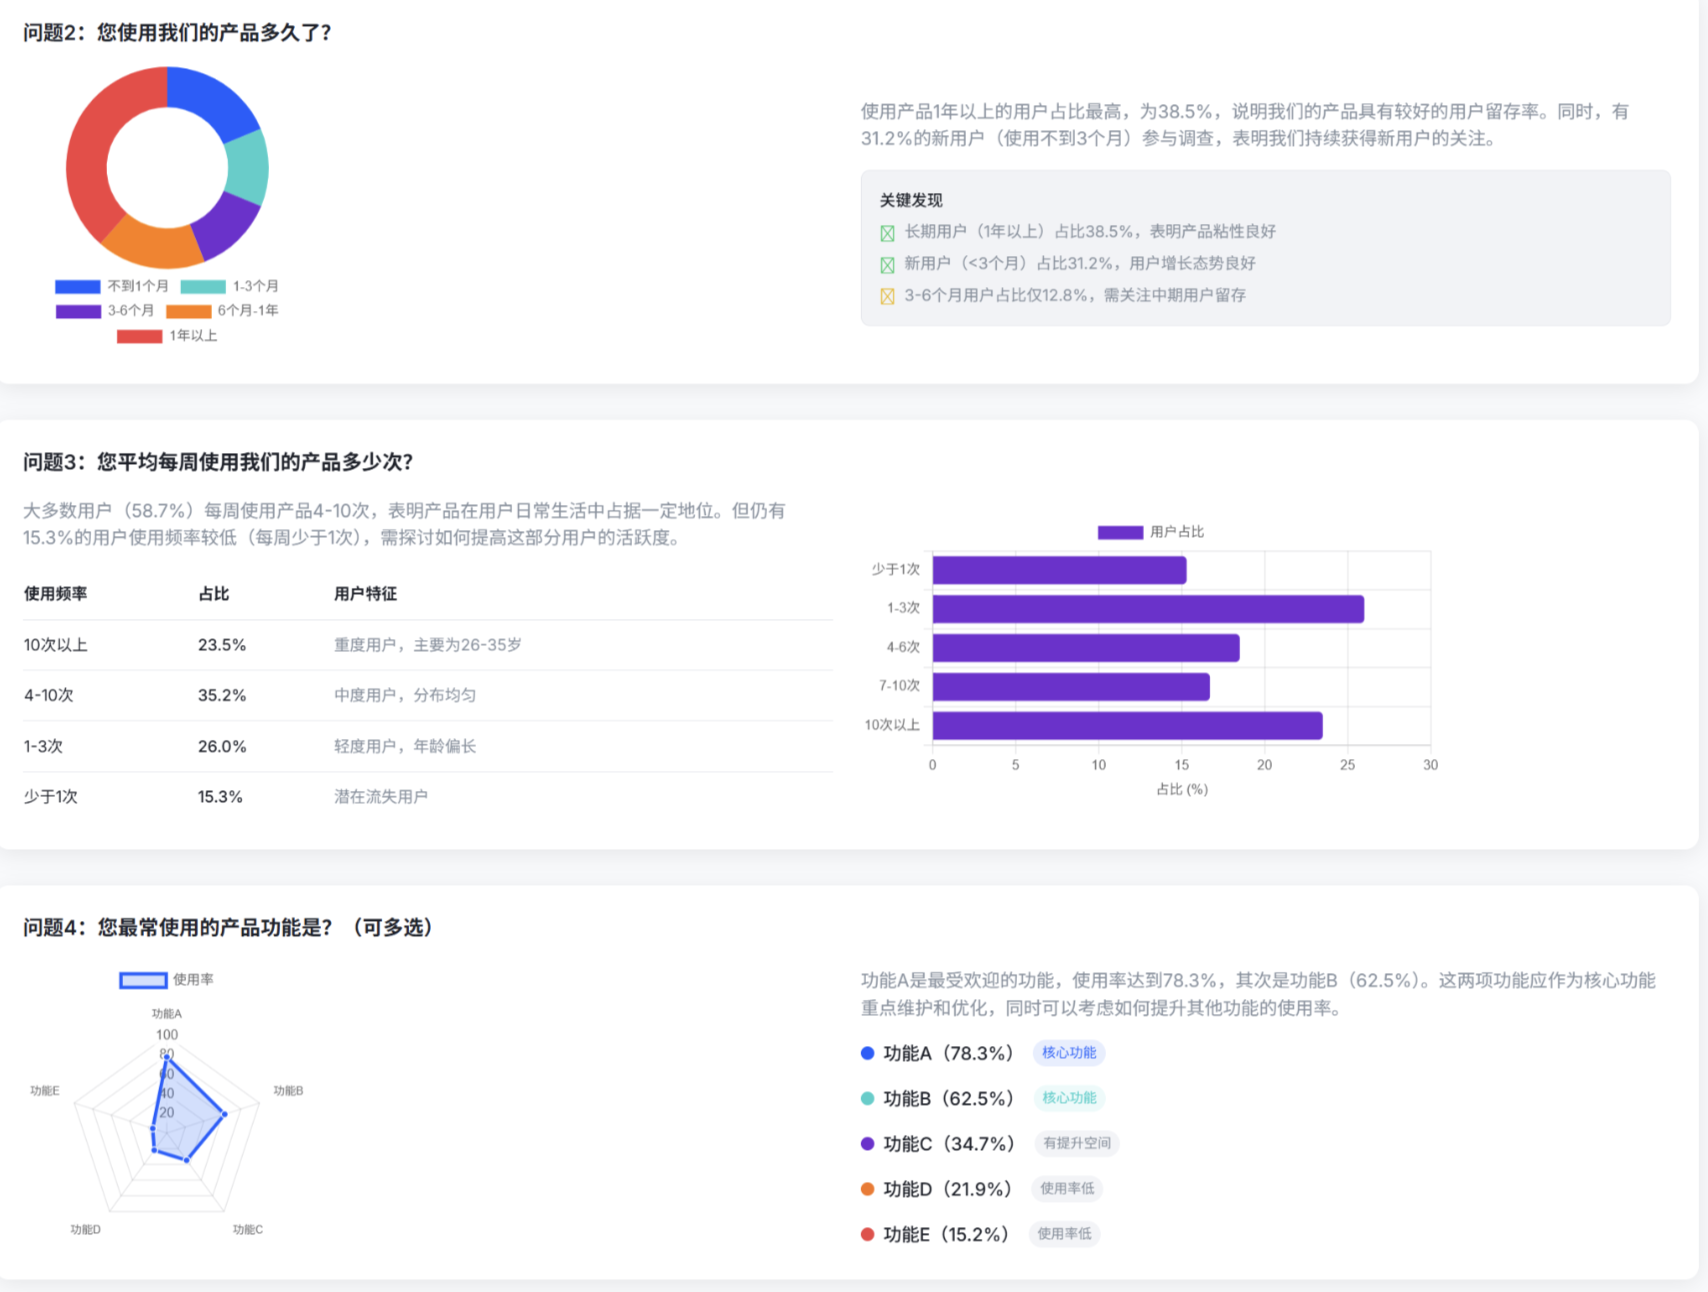 问题2：您使用我们的产品多久了？
不到1个月
1-3个月
3-6个月
6个月-1年
1年以上
使用产品1年以上的用户占比最高，为38.5%，说明我们的产品具有较好的用户留存率。同时，有
31.2%的新用户（使用不到3个月）参与调查，表明我们持续获得新用户的关注。
关键发现
长期用户（1年以上）占比38.5%，表明产品粘性良好
新用户（<3个月）占比31.2%，用户增长态势良好
3-6个月用户占比仅12.8%，需关注中期用户留存
问题3：您平均每周使用我们的产品多少次？
大多数用户（58.7%）每周使用产品4-10次，表明产品在用户日常生活中占据一定地位。但仍有
15.3%的用户使用频率较低（每周少于1次），需探讨如何提高这部分用户的活跃度。
使用频率 占比 用户特征
10次以上 23.5% 重度用户，主要为26-35岁
4-10次 35.2% 中度用户，分布均匀
1-3次 26.0% 轻度用户，年龄偏长
少于1次 15.3% 潜在流失用户
用户占比
少于1次
1-3次
4-6次
7-10次
10次以上
0 5 10 15 20 25 30
占比 (%)
问题4：您最常使用的产品功能是？（可多选）
使用率
功能A
100
80
60
40
20
功能E
功能B
功能D
功能C
功能A是最受欢迎的功能，使用率达到78.3%，其次是功能B（62.5%）。这两项功能应作为核心功能
重点维护和优化，同时可以考虑如何提升其他功能的使用率。
功能A（78.3%） 核心功能
功能B（62.5%） 核心功能
功能C（34.7%） 有提升空间
功能D（21.9%） 使用率低
功能E（15.2%） 使用率低